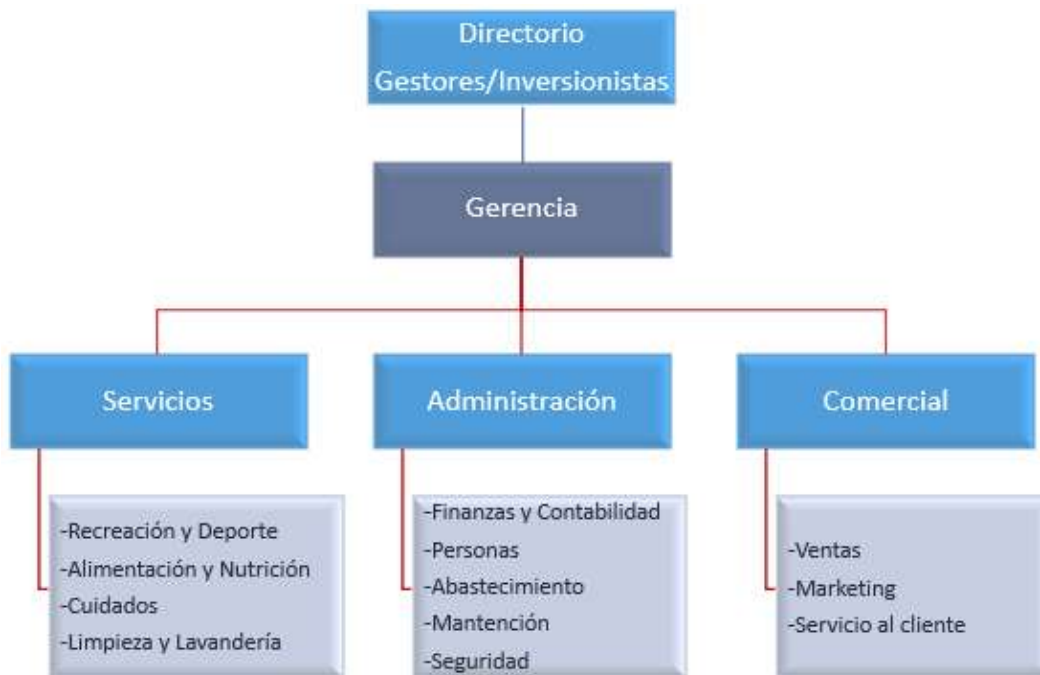 Directorio
Gestores/Inversionistas
Gerencia
Servicios
Administración
Comercial
-Recreación y Deporte
-Alimentación y Nutrición
-Cuidados
-Limpieza y Lavandería
-Finanzas y Contabilidad
-Personas
-Abastecimiento
-Mantención
-Seguridad
-Ventas
-Marketing
-Servicio al cliente